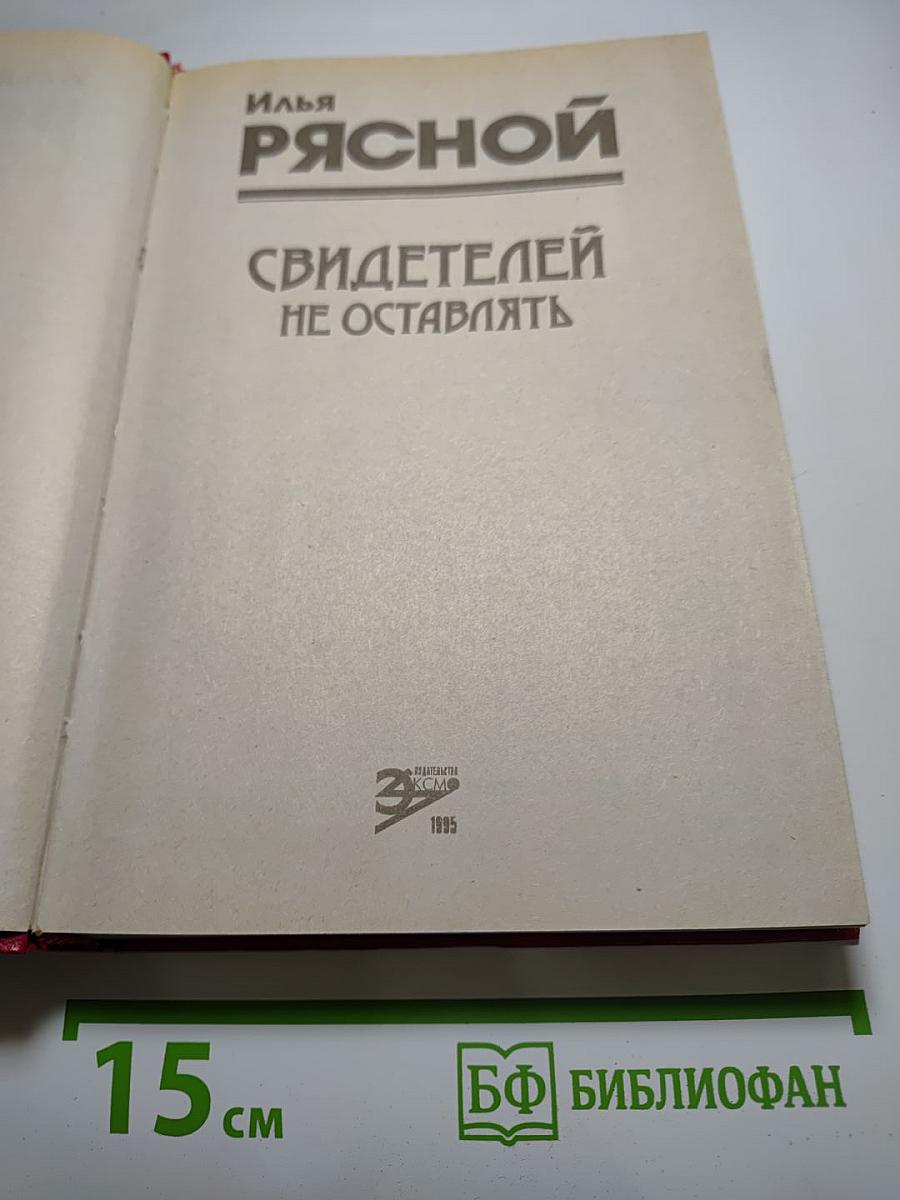 Илья
РЯСНОЙ
СВИДЕТЕЛЕЙ
НЕ ОСТАВЛЯТЬ
ИЗДАТЕЛЬСТВО
ЭКСМО
1995
15 см
БФ БИБЛИОФАН